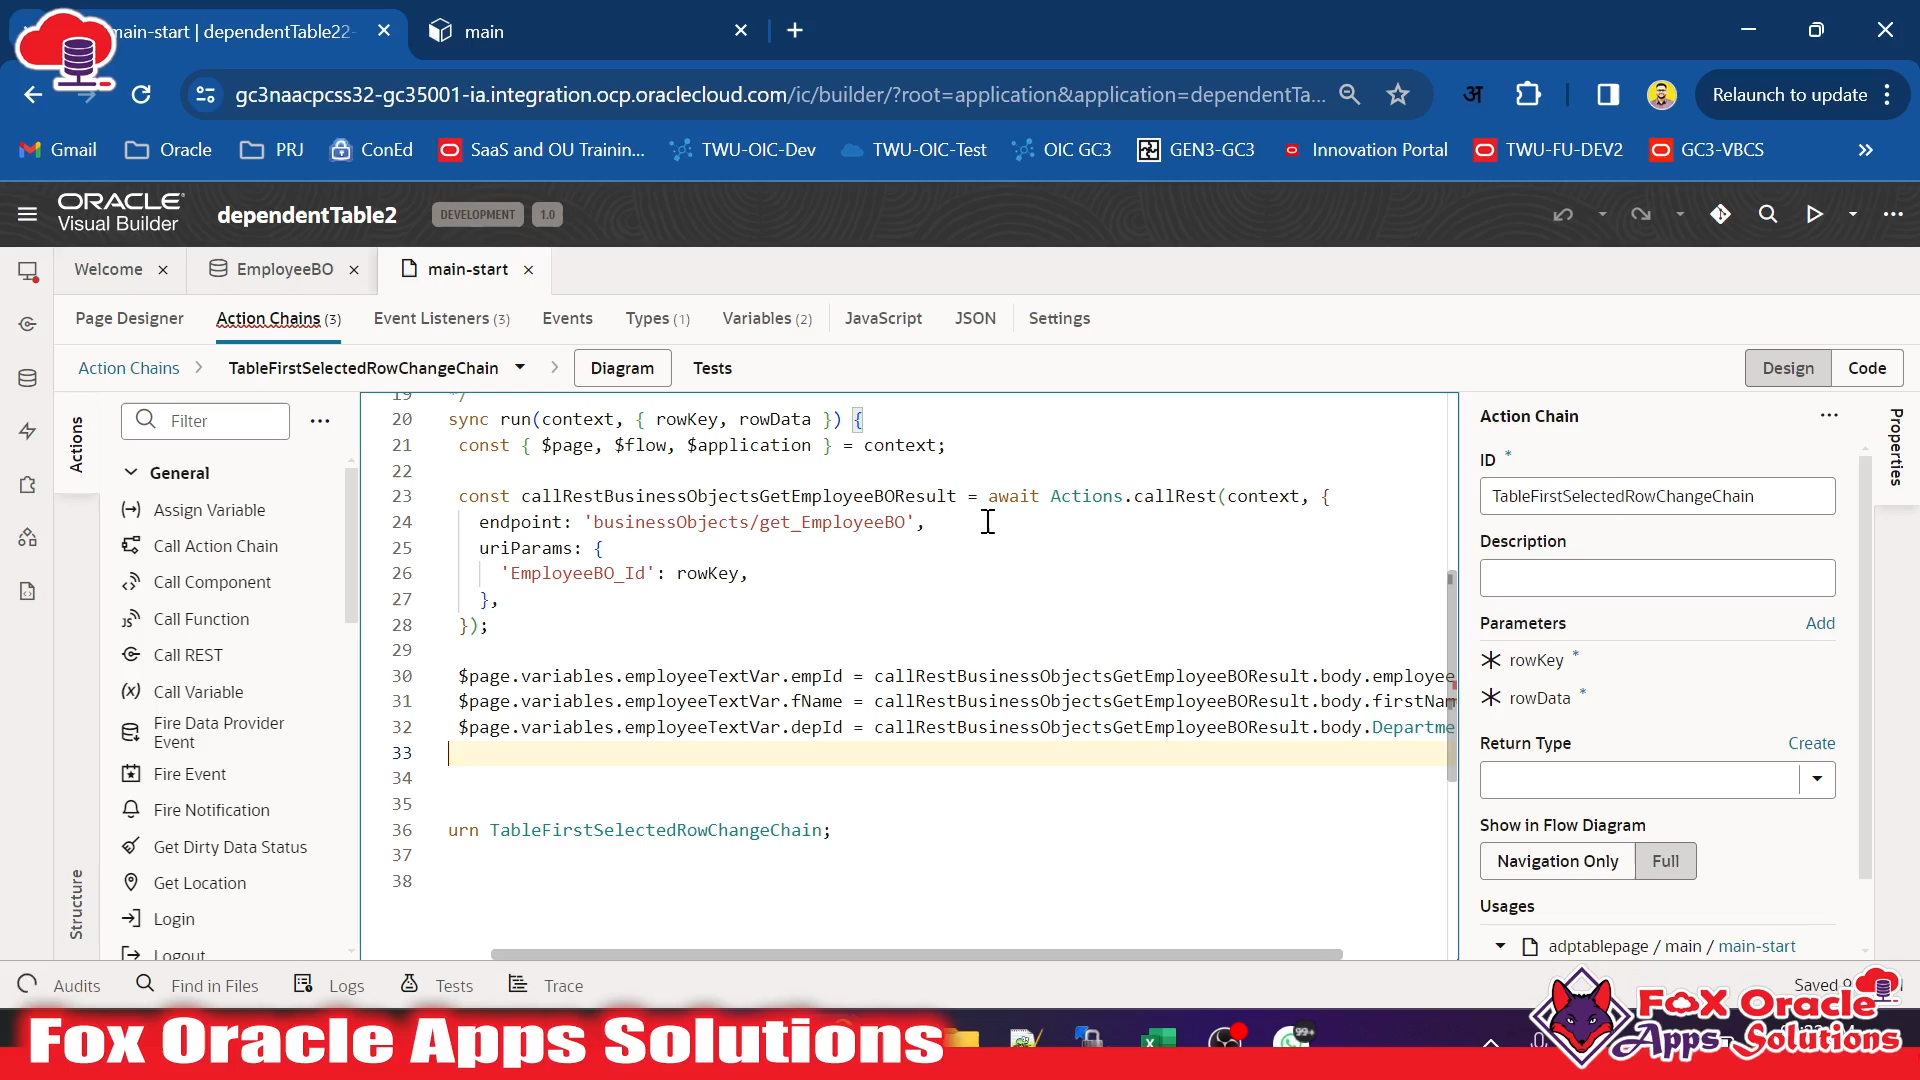 main-start | dependentTable22-
main
gc3naacpcss32-gc35001-ia.integration.ocp.oraclecloud.com/ic/builder/?root=application&application=dependentTa...
अ
Relaunch to update
Gmail
Oracle
PRJ
ConEd
SaaS and OU Trainin...
TWU-OIC-Dev
TWU-OIC-Test
OIC GC3
GEN3-GC3
Innovation Portal
TWU-FU-DEV2
GC3-VBCS
ORACLE
Visual Builder
dependentTable2
DEVELOPMENT
1.0
Welcome
EmployeeBO
main-start
Page Designer
Action Chains (3)
Event Listeners (3)
Events
Types (1)
Variables (2)
JavaScript
JSON
Settings
Action Chains
TableFirstSelectedRowChangeChain
Diagram
Tests
Design
Code
Actions
Structure
Filter
General
Assign Variable
Call Action Chain
Call Component
Call Function
Call REST
Call Variable
Fire Data Provider
Event
Fire Event
Fire Notification
Get Dirty Data Status
Get Location
Login
Logout
19 */
20 sync run(context, { rowKey, rowData }) {
21 const { $page, $flow, $application } = context;
22
23 const callRestBusinessObjectsGetEmployeeBOResult = await Actions.callRest(context, {
24 endpoint: 'businessObjects/get_EmployeeBO',
25 uriParams: {
26 'EmployeeBO_Id': rowKey,
27 },
28 });
29
30 $page.variables.employeeTextVar.empId = callRestBusinessObjectsGetEmployeeBOResult.body.employee
31 $page.variables.employeeTextVar.fName = callRestBusinessObjectsGetEmployeeBOResult.body.firstNam
32 $page.variables.employeeTextVar.depId = callRestBusinessObjectsGetEmployeeBOResult.body.Departme
33
34
35
36 urn TableFirstSelectedRowChangeChain;
37
38
Action Chain
ID *
TableFirstSelectedRowChangeChain
Description
Parameters
Add
rowKey *
rowData *
Return Type
Create
Show in Flow Diagram
Navigation Only
Full
Usages
adptablepage / main / main-start
Properties
Audits
Find in Files
Logs
Tests
Trace
Saved
99+
Fox Oracle Apps Solutions
FOX Oracle
Apps Solutions